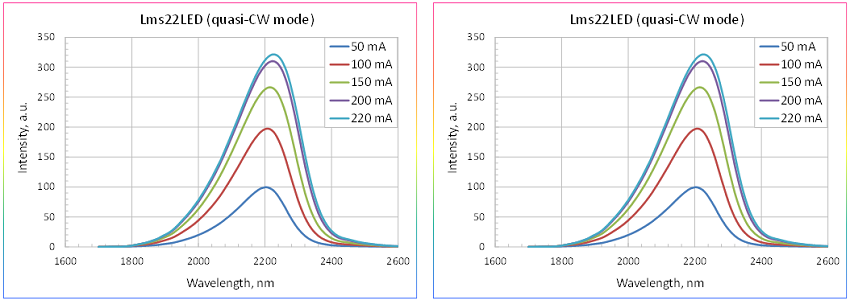 Lms22LED (quasi-CW mode)
350
300
250
200
150
100
50
0
Intensity, a.u.
50 mA
100 mA
150 mA
200 mA
220 mA
1600 1800 2000 2200 2400 2600
Wavelength, nm
Lms22LED (quasi-CW mode)
350
300
250
200
150
100
50
0
Intensity, a.u.
50 mA
100 mA
150 mA
200 mA
220 mA
1600 1800 2000 2200 2400 2600
Wavelength, nm